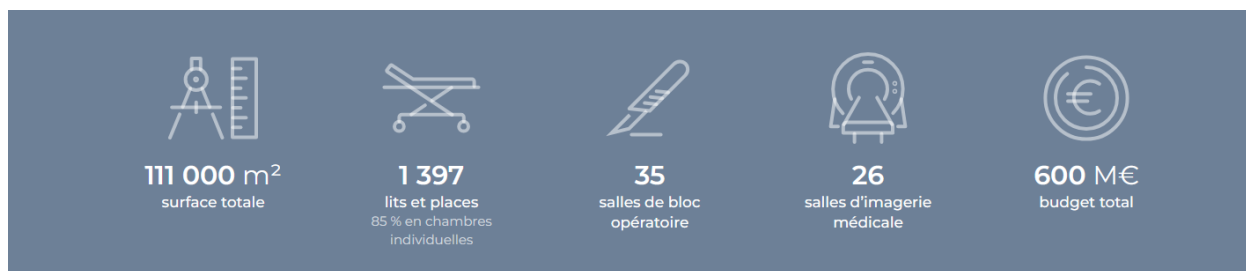 111 000 m²
surface totale
1 397
lits et places
85 % en chambres
individuelles
35
salles de bloc
opératoire
26
salles d'imagerie
médicale
600 M€
budget total